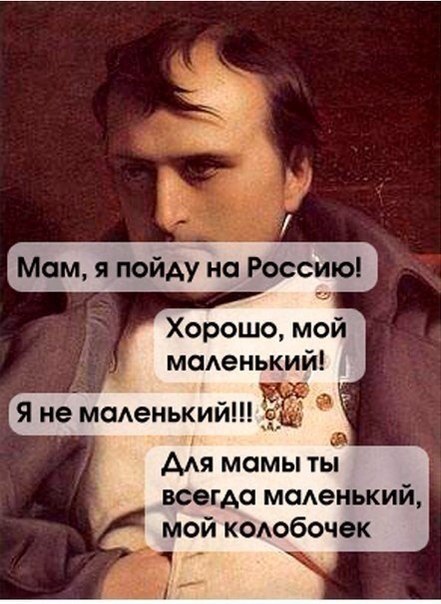 Мам, я пойду на Россию!
Хорошо, мой
маленький!
Я не маленький!!!
Для мамы ты
всегда маленький,
мой колобочек